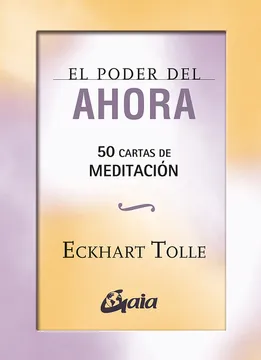 EL PODER DEL
AHORA
50 CARTAS DE
MEDITACIÓN
ECKHART TOLLE
Gaia